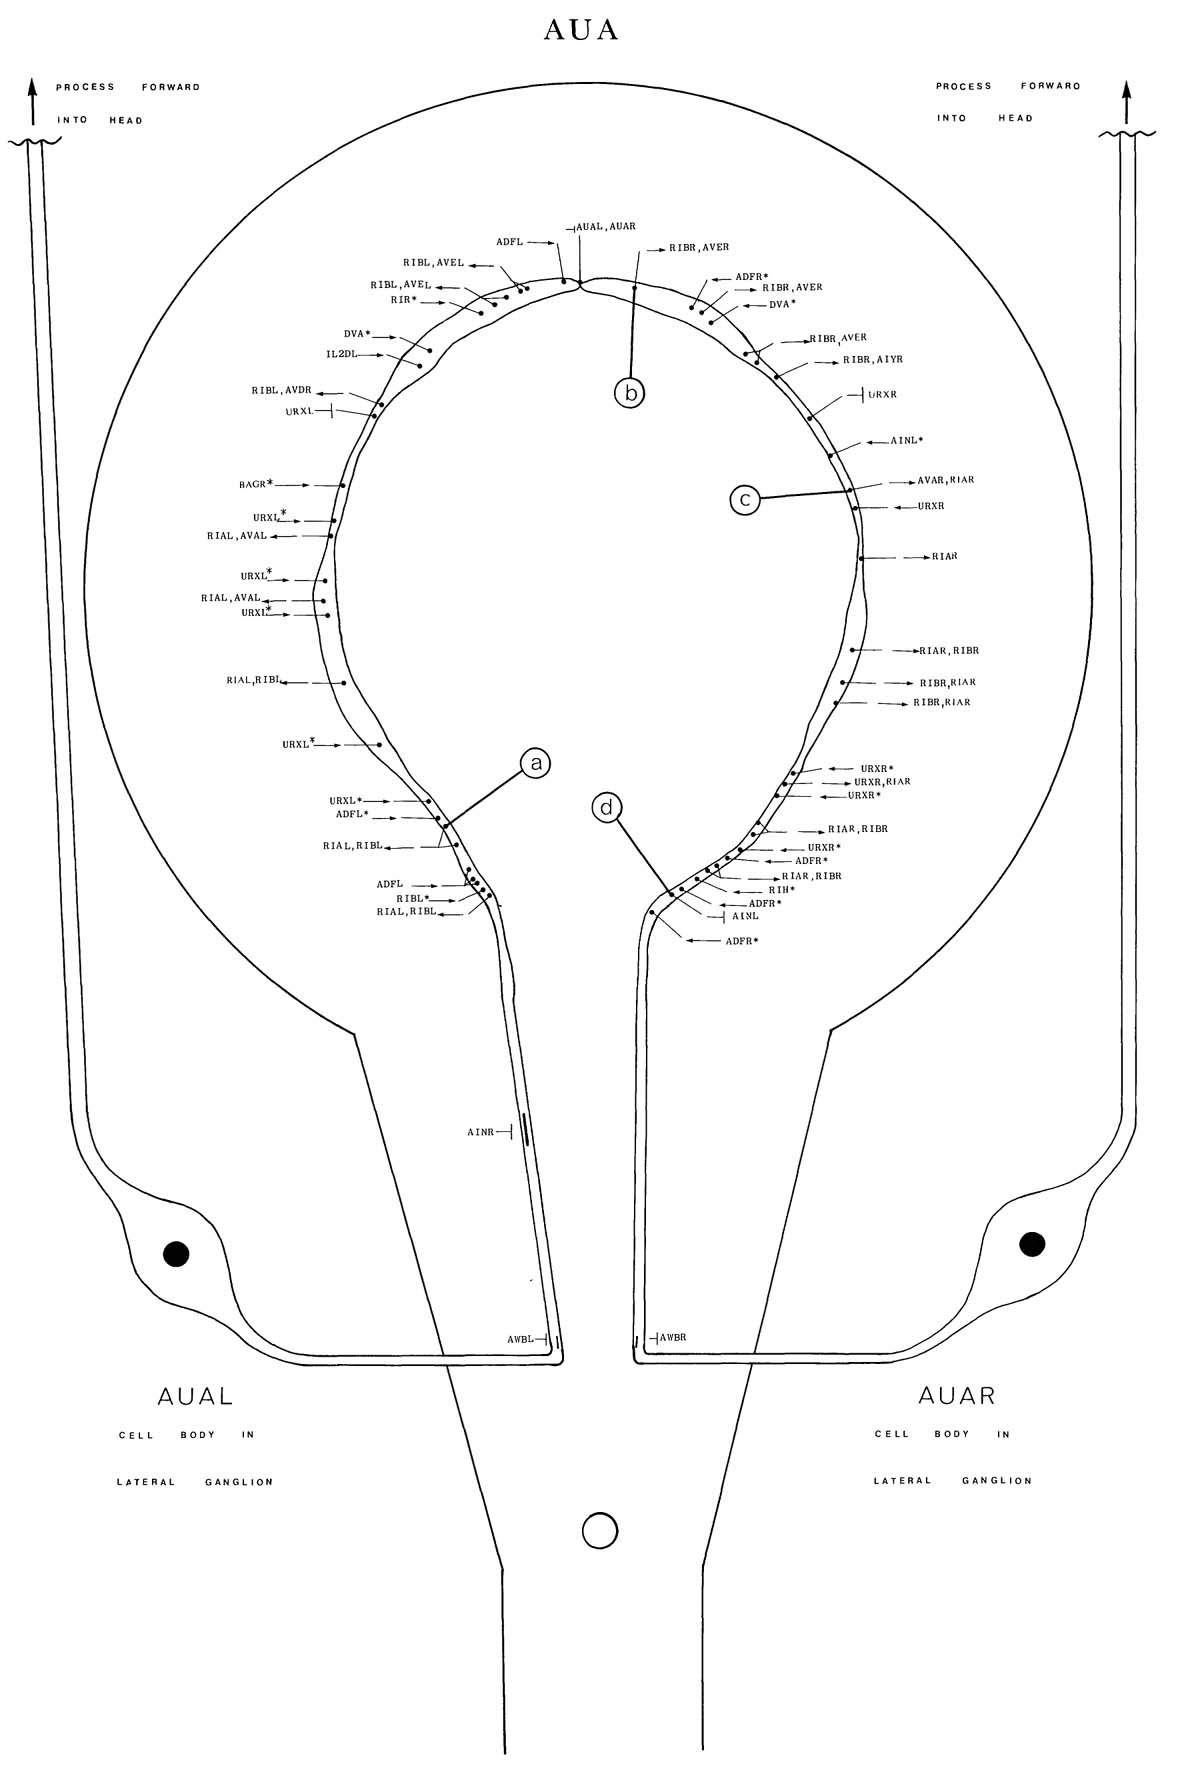 AUA
PROCESS FORWARD
INTO HEAD
PROCESS FORWARD
INTO HEAD
AUAL, AUAR
ADFL
RIBR, AVER
RIBL, AVEL
ADFR*
RIBL, AVEL
RIBR, AVER
RIR*
DVA*
DVA*
RIBR, AVER
IL2DL
RIBR, AIYR
RIBL, AVDR
URXR
URXL
b
AINL*
BAGR*
AVAR, RIAR
c
URXR
URXL*
RIAL, AVAL
RIAR
URXL*
RIAL, AVAL
URXL*
RIAR, RIBR
RIAL, RIBL
RIBR, RIAR
RIBR, RIAR
URXL*
a
URXR*
URXR, RIAR
URXR*
URXL*
d
ADFL*
RIAR, RIBR
RIAL, RIBL
URXR*
ADFR*
RIAR, RIBR
ADFL
RIH*
RIBL*
ADFR*
RIAL, RIBL
AINL
ADFR*
AINR
AWBL
AWBR
AUAL
CELL BODY IN
LATERAL GANGLION
AUAR
CELL BODY IN
LATERAL GANGLION